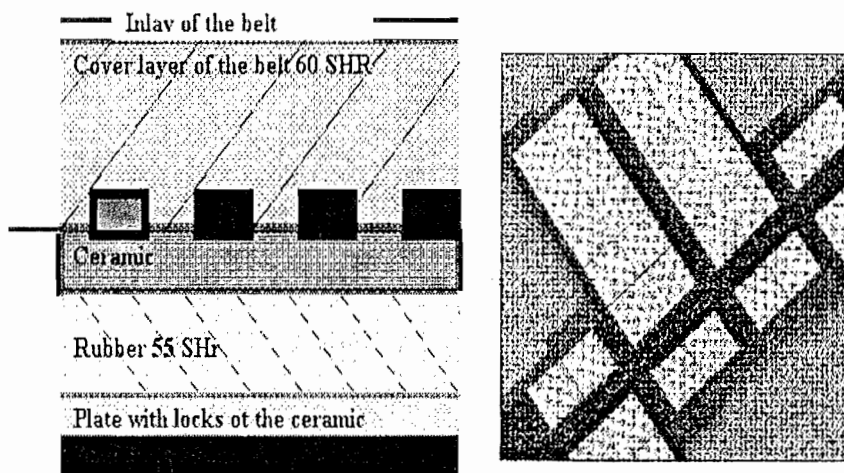 Inlay of the belt
Cover layer of the belt 60 SHR
Ceramic
Rubber 55 SHr
Plate with locks ot the ceramic